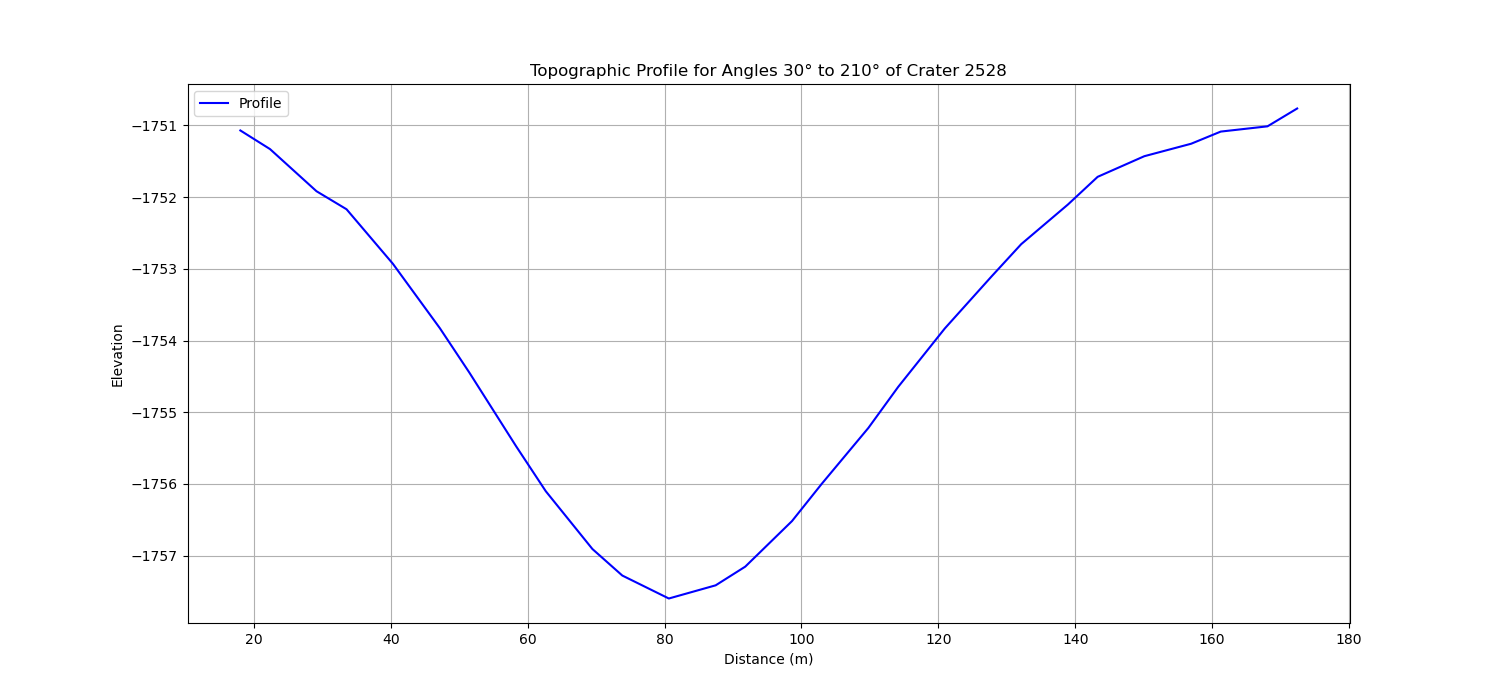 Topographic Profile for Angles 30° to 210° of Crater 2528
Profile
−1751
−1752
−1753
−1754
−1755
−1756
−1757
Elevation
20 40 60 80 100 120 140 160 180
Distance (m)